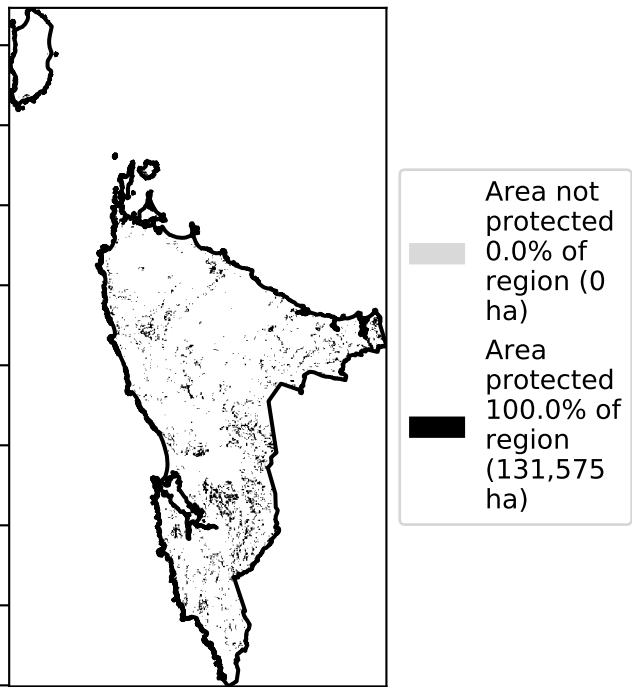 Area not
protected
0.0% of
region (0
ha)
Area
protected
100.0% of
region
(131,575
ha)